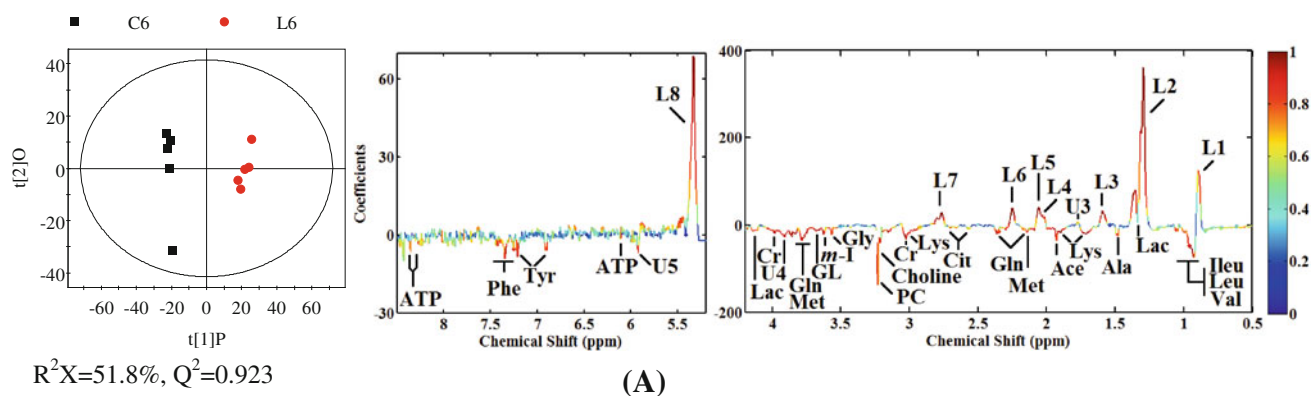 C6 L6
t[2]O
40
20
0
-20
-40
-80 -60 -40 -20 0 20 40 60 80
t[1]P
R²X=51.8%, Q²=0.923
Coefficients
60
30
0
-30
L8
ATP
Phe
Tyr
ATP
U5
8 7.5 7 6.5 6 5.5
Chemical Shift (ppm)
400
200
0
-200
L7
L6
L5
L4
U3
L3
L2
L1
Lac
Cr
U4
Gln
Met
GL
m-I
Gly
PC
Choline
Cr
Lys
Cit
Gln
Met
Ace
Lys
Ala
Lac
Ileu
Leu
Val
4 3.5 3 2.5 2 1.5 1 0.5
Chemical Shift (ppm)
1
0.8
0.6
0.4
0.2
0
(A)